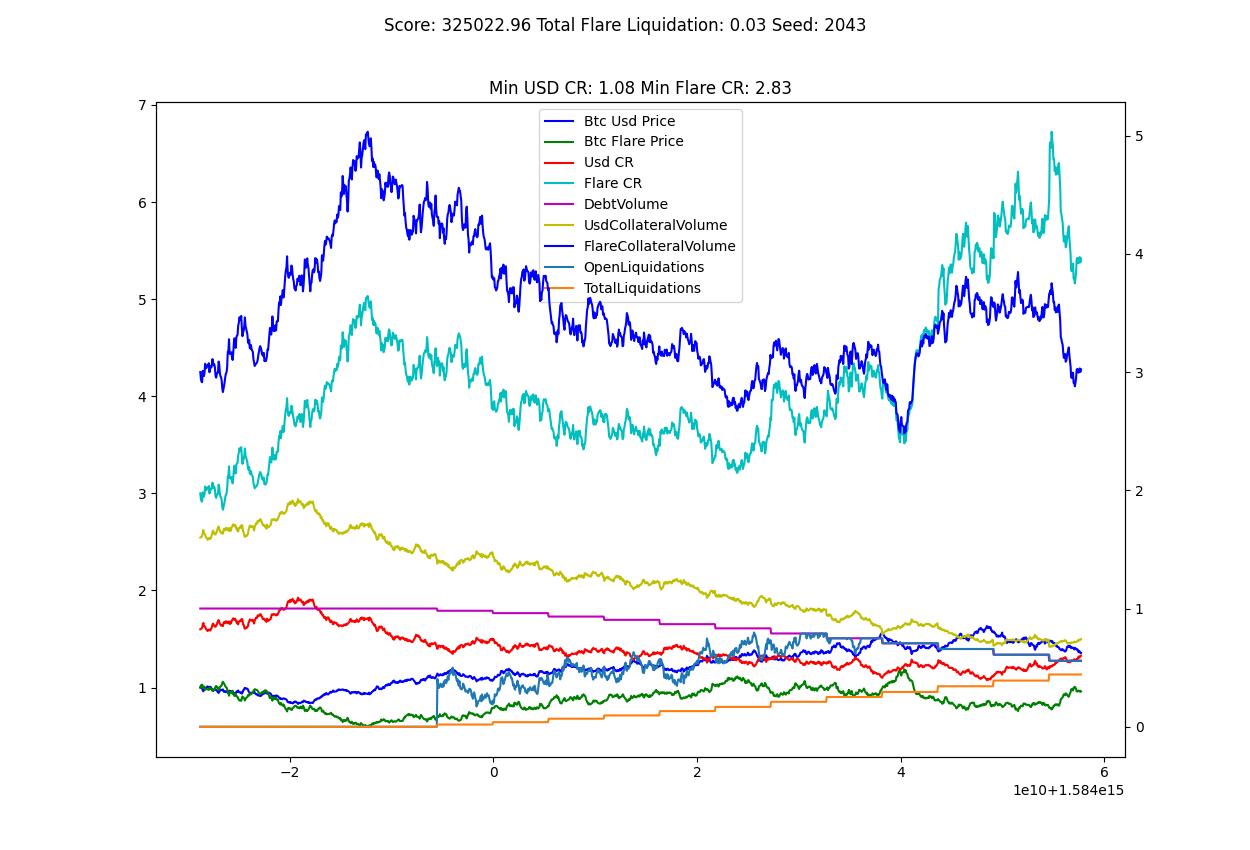 Score: 325022.96 Total Flare Liquidation: 0.03 Seed: 2043
Min USD CR: 1.08 Min Flare CR: 2.83
7
6
5
4
3
2
1
Btc Usd Price
Btc Flare Price
Usd CR
Flare CR
DebtVolume
UsdCollateralVolume
FlareCollateralVolume
OpenLiquidations
TotalLiquidations
5
4
3
2
1
0
−2 0 2 4 6
1e10+1.584e15